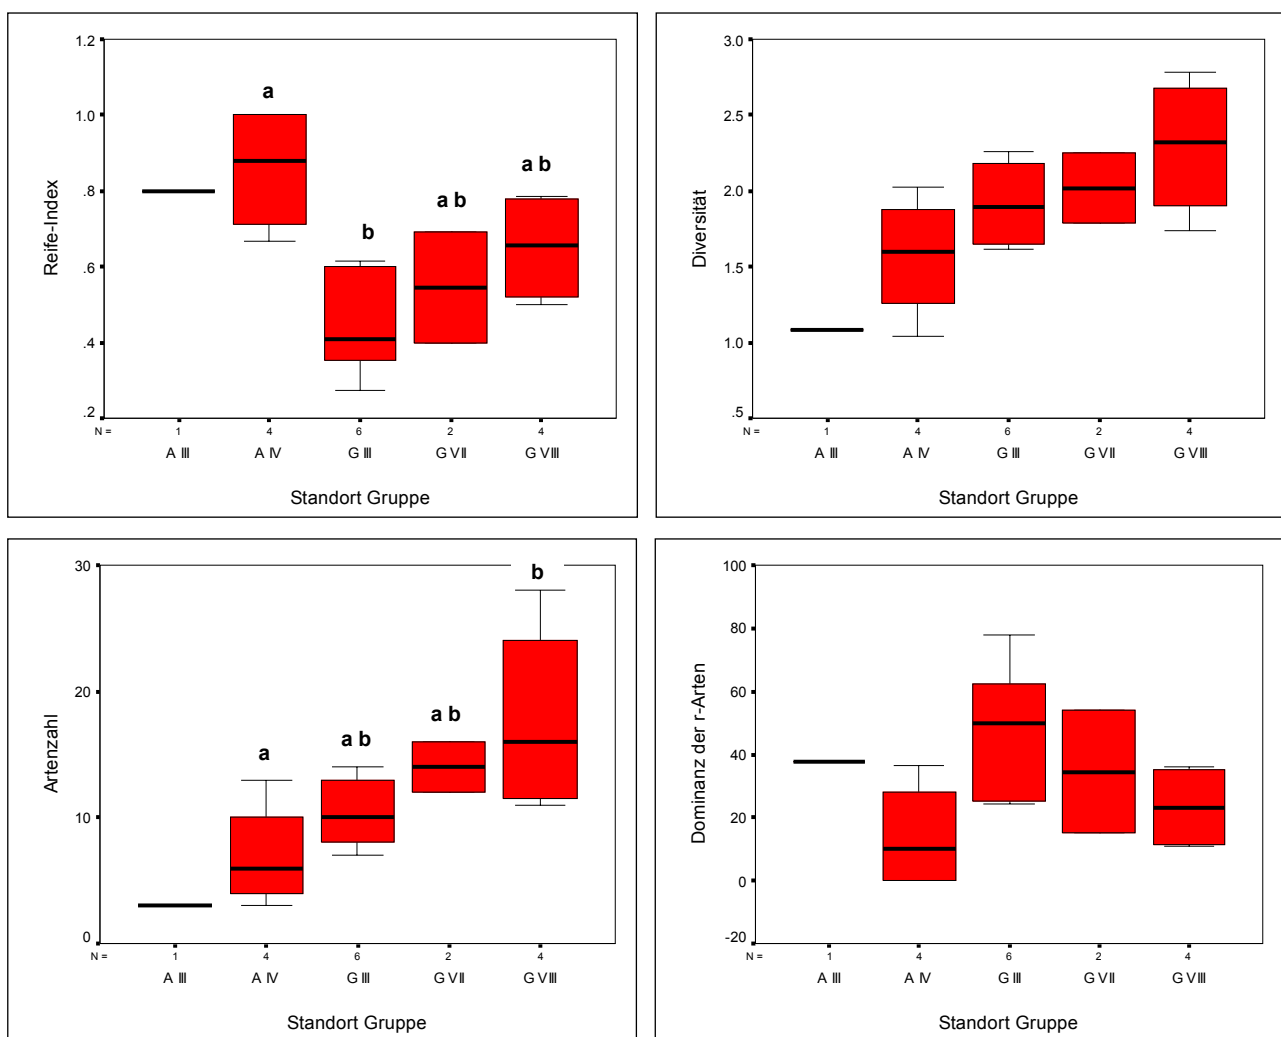 1.2
1.0
.8
.6
.4
.2
Reife-Index
a
b
a b
a b
N = 1 4 6 2 4
A III A IV G III G VII G VIII
Standort Gruppe
3.0
2.5
2.0
1.5
1.0
.5
Diversität
N = 1 4 6 2 4
A III A IV G III G VII G VIII
Standort Gruppe
30
20
10
0
Artenzahl
a
a b
a b
b
N = 1 4 6 2 4
A III A IV G III G VII G VIII
Standort Gruppe
100
80
60
40
20
0
-20
Dominanz der r-Arten
N = 1 4 6 2 4
A III A IV G III G VII G VIII
Standort Gruppe